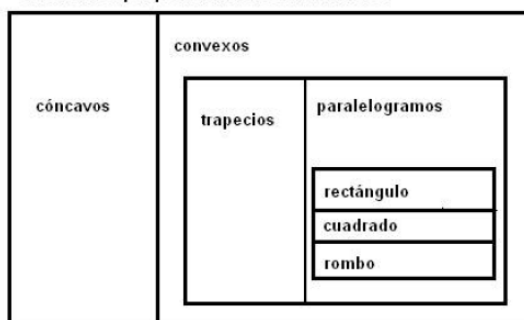 convexos
cóncavos
trapecios
paralelogramos
rectángulo
cuadrado
rombo